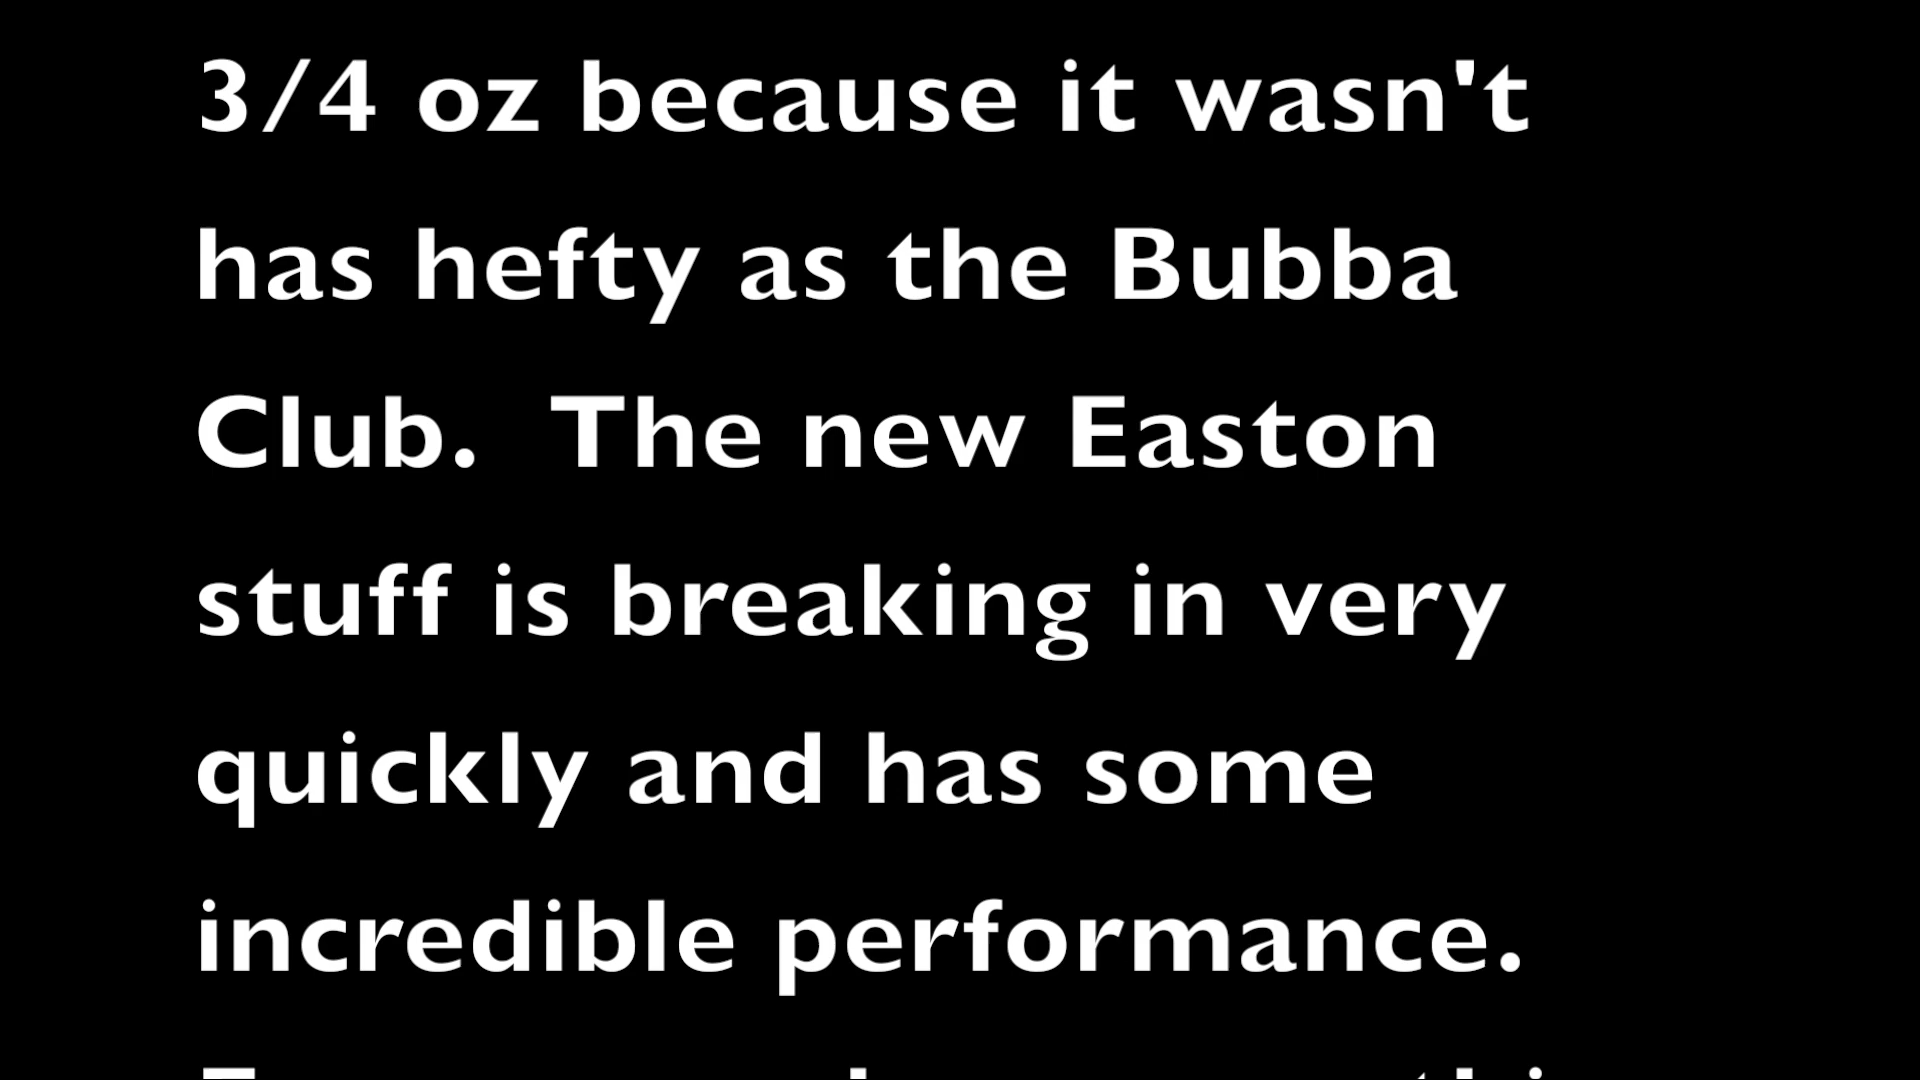 3/4 oz because it wasn't
has hefty as the Bubba
Club.  The new Easton
stuff is breaking in very
quickly and has some
incredible performance.